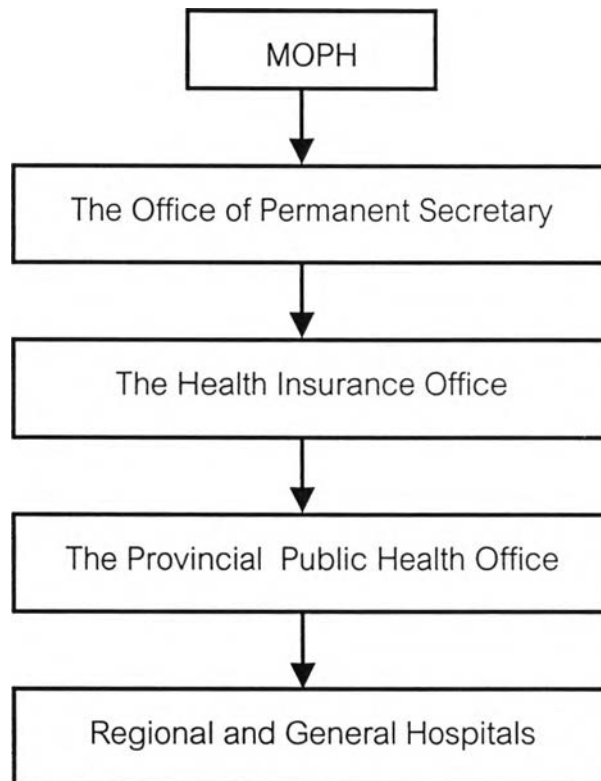 MOPH
The Office of Permanent Secretary
The Health Insurance Office
The Provincial Public Health Office
Regional and General Hospitals